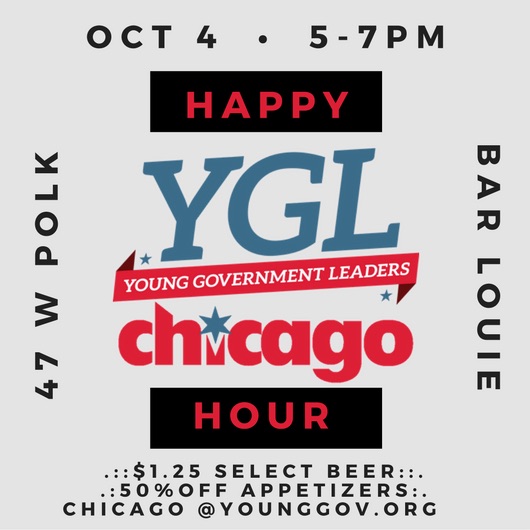 OCT 4 • 5-7PM
HAPPY
47 W POLK
YGL
YOUNG GOVERNMENT LEADERS
chicago
BAR LOUIE
HOUR
.::$1.25 SELECT BEER::.
.:50%OFF APPETIZERS:.
CHICAGO @YOUNGGOV.ORG